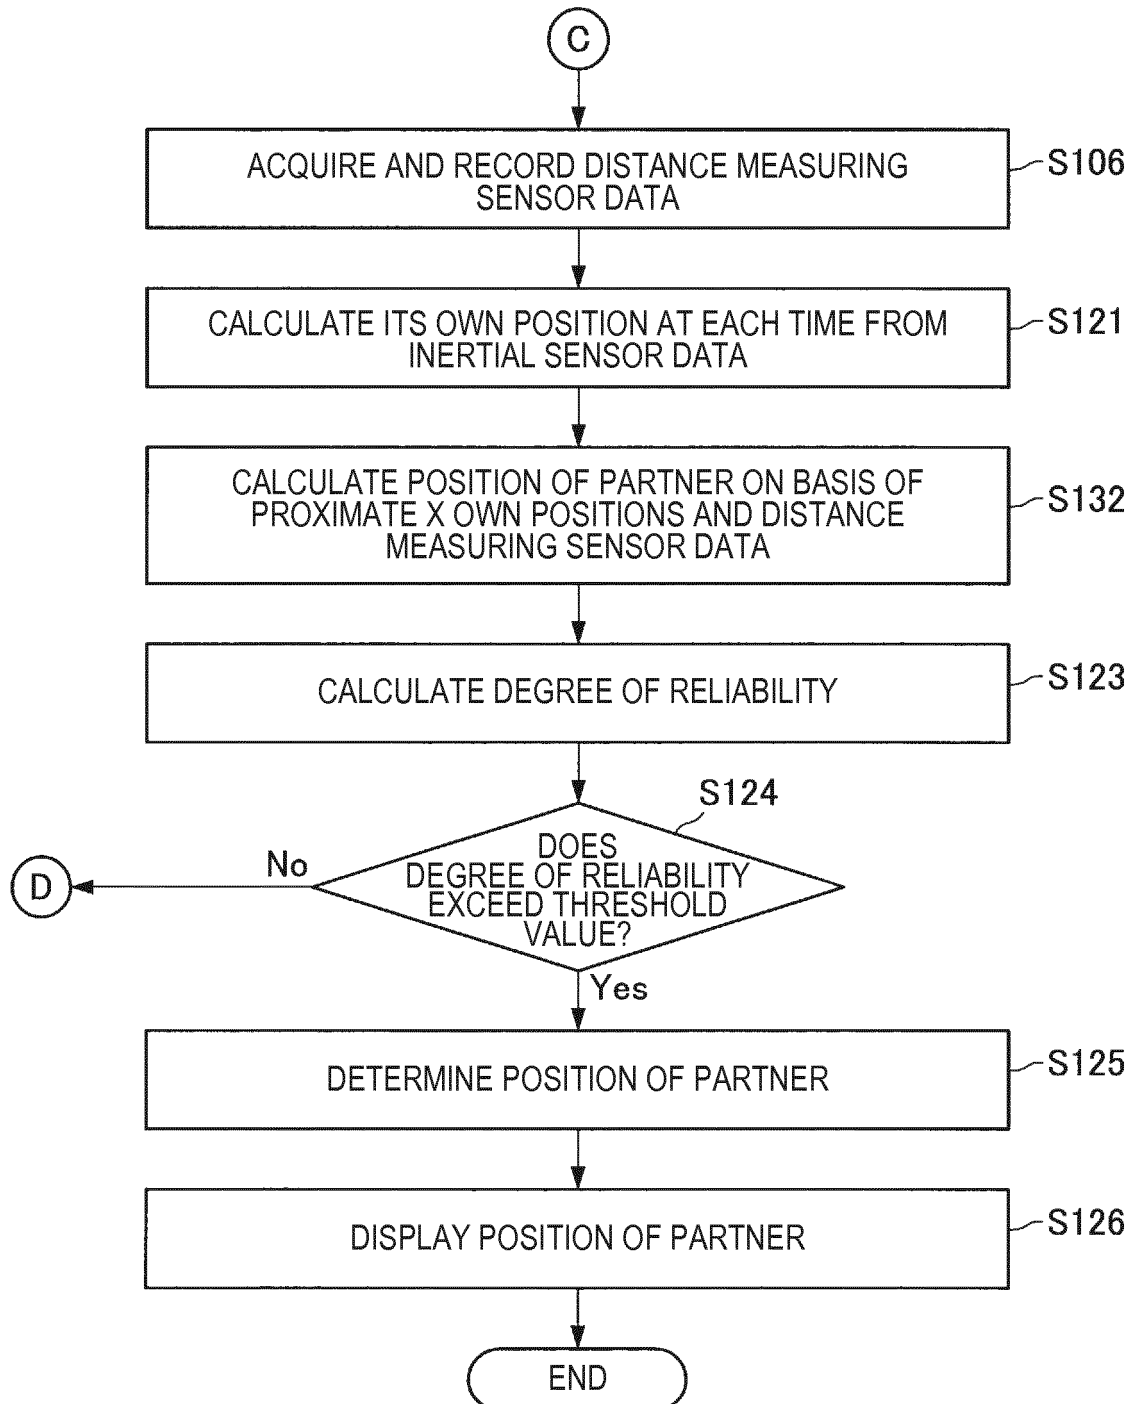 C
ACQUIRE AND RECORD DISTANCE MEASURING
SENSOR DATA
S106
CALCULATE ITS OWN POSITION AT EACH TIME FROM
INERTIAL SENSOR DATA
S121
CALCULATE POSITION OF PARTNER ON BASIS OF
PROXIMATE X OWN POSITIONS AND DISTANCE
MEASURING SENSOR DATA
S132
CALCULATE DEGREE OF RELIABILITY
S123
S124
DOES
DEGREE OF RELIABILITY
EXCEED THRESHOLD
VALUE?
No
D
Yes
DETERMINE POSITION OF PARTNER
S125
DISPLAY POSITION OF PARTNER
S126
END